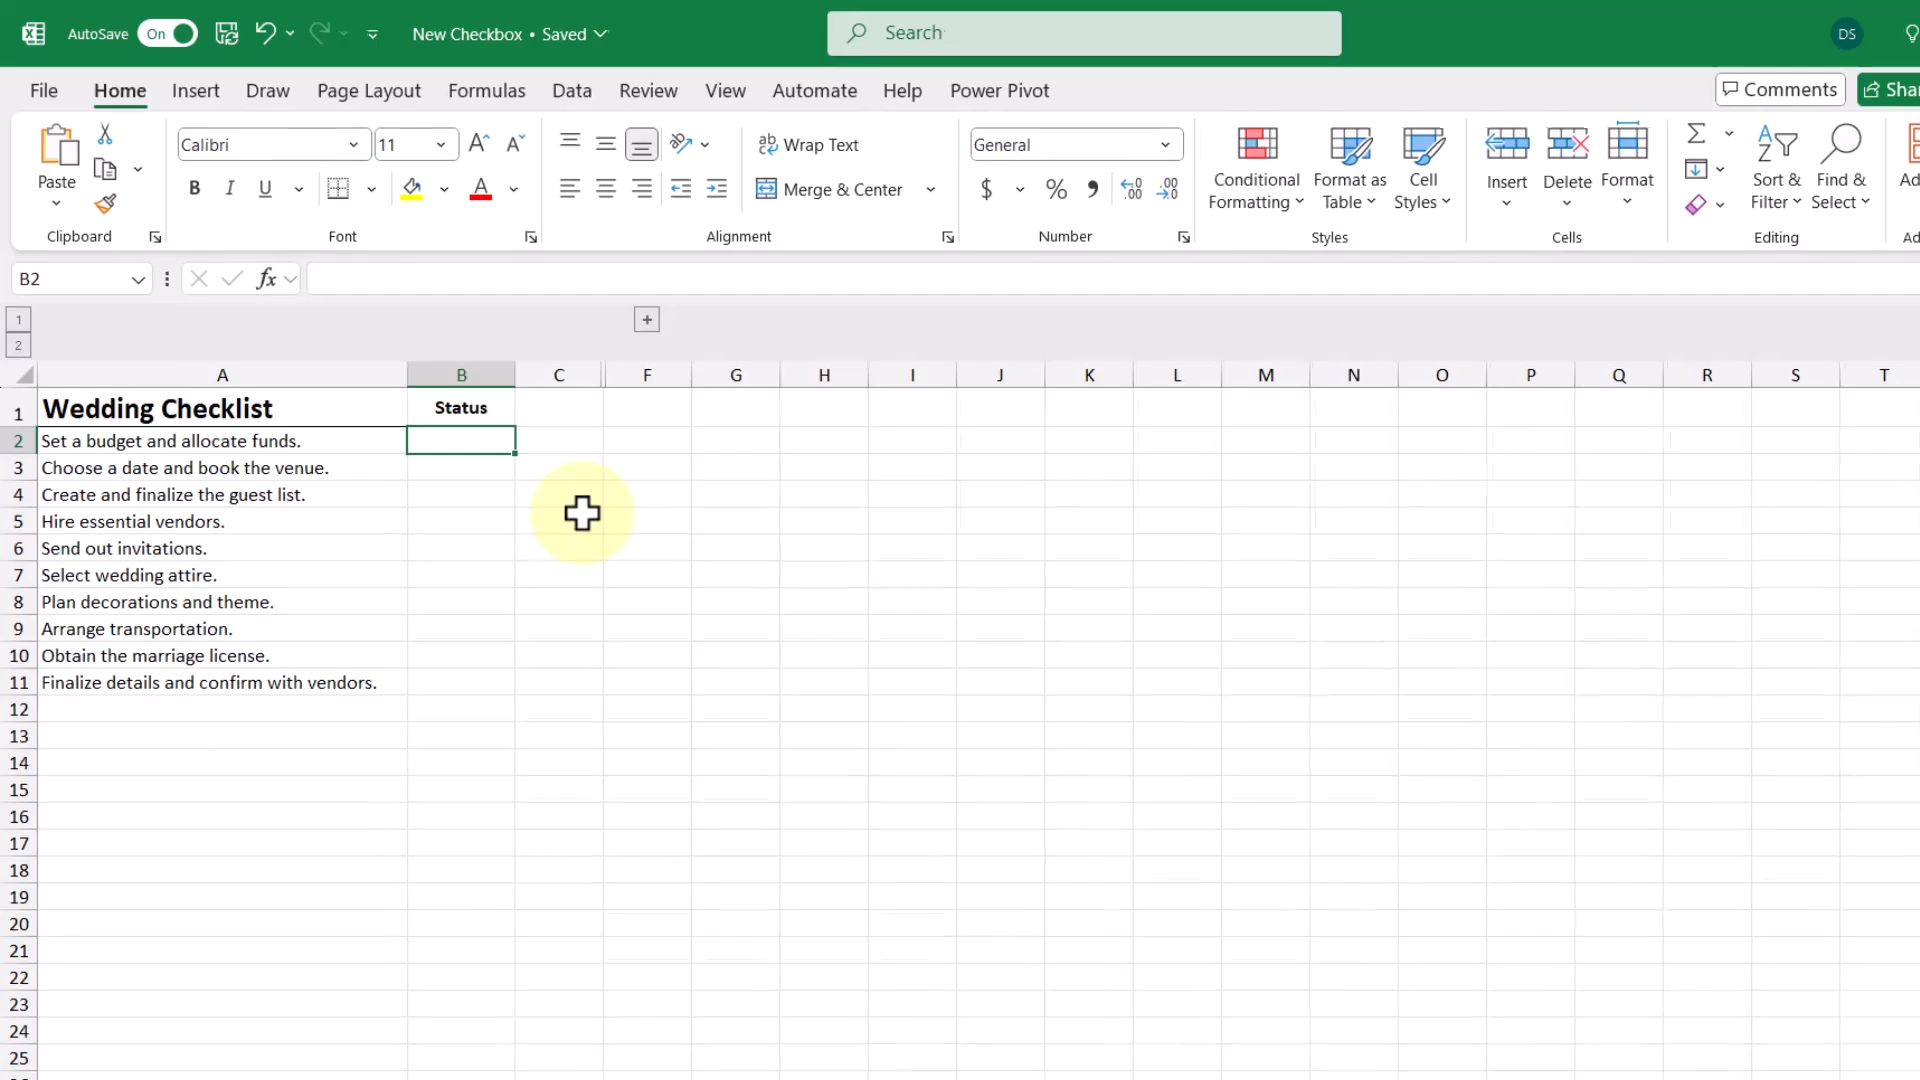 AutoSave On New Checkbox • Saved Search DS
File Home Insert Draw Page Layout Formulas Data Review View Automate Help Power Pivot Comments
Paste Calibri 11 B I U A Wrap Text Merge & Center General $ % Conditional Formatting Format as Table Cell Styles Insert Delete Format Sort & Filter Find & Select
Clipboard Font Alignment Number Styles Cells Editing
B2 fx
1
2
A B C F G H I J K L M N O P Q R S T
1 Wedding Checklist Status
2 Set a budget and allocate funds.
3 Choose a date and book the venue.
4 Create and finalize the guest list.
5 Hire essential vendors.
6 Send out invitations.
7 Select wedding attire.
8 Plan decorations and theme.
9 Arrange transportation.
10 Obtain the marriage license.
11 Finalize details and confirm with vendors.
12
13
14
15
16
17
18
19
20
21
22
23
24
25